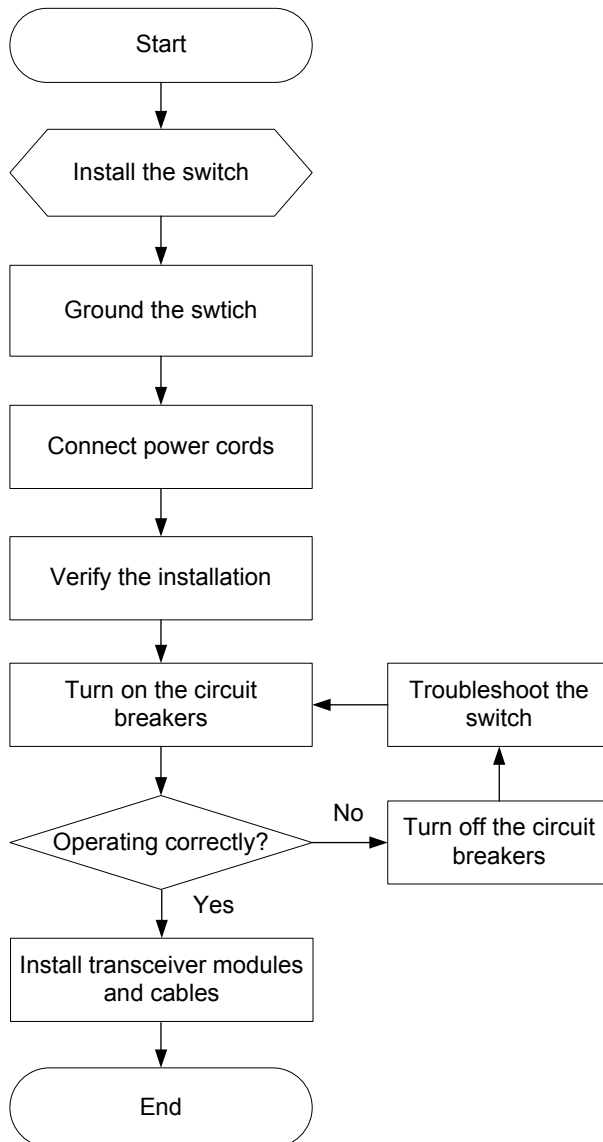 Start
Install the switch
Ground the swtich
Connect power cords
Verify the installation
Turn on the circuit
breakers
Troubleshoot the
switch
Operating correctly?
No
Turn off the circuit
breakers
Yes
Install transceiver modules
and cables
End